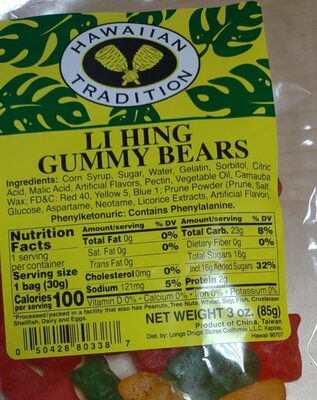 HAWAIIAN
TRADITION
LI HING
GUMMY BEARS
Ingredients: Corn Syrup, Sugar, Water, Gelatin, Sorbitol, Citric
Acid, Malic Acid, Artificial Flavors, Pectin, Vegetable Oil, Carnauba
Wax; FD&C: Red 40, Yellow 5, Blue 1; Prune Powder (Prune, Salt,
Glucose, Aspartame, Neotame, Licorice Extracts, Artificial Flavor).
Phenylketonuric: Contains Phenylalanine.
Nutrition Facts
1 serving
per container
Serving size
1 bag (30g)
Calories 100
per serving
Amount/serving % DV
Total Fat 0g 0%
Sat. Fat 0g 0%
Trans Fat 0g
Cholesterol 0mg 0%
Sodium 121mg 5%
Amount/serving % DV
Total Carb. 23g 8%
Dietary Fiber 0g 0%
Total Sugars 16g
Incl.16g Added Sugars 32%
Protein 2g
Vitamin D 0% • Calcium 0% • Iron 0% • Potassium 0%
*Processed/packed in a facility that also has Peanuts, Tree Nuts, Wheat, Soy, Fish, Crustacean
Shellfish, Dairy and Eggs.
NET WEIGHT 3 oz. (85g)
Product of China, Taiwan
Dist. by: Longs Drugs Stores California L.L.C. Kapolei,
Hawaii 96707
0 50428 80338 7